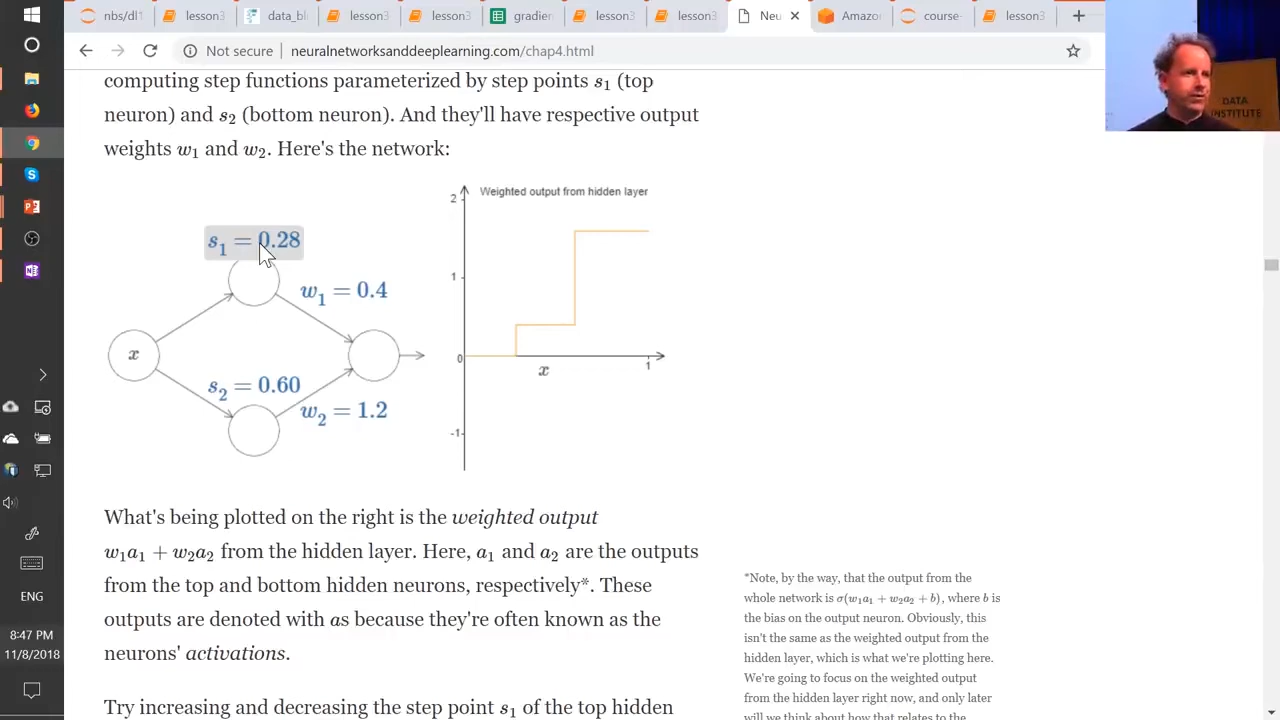 nbs/dl1
lesson3
data_bl
lesson3
lesson3
gradien
lesson3
lesson3
Neu
Amazo
course-
lesson3
Not secure | neuralnetworksanddeeplearning.com/chap4.html
DATA
INSTITUTE
computing step functions parameterized by step points s₁ (top
neuron) and s₂ (bottom neuron). And they'll have respective output
weights w₁ and w₂. Here's the network:
s₁ = 0.28
w₁ = 0.4
x
s₂ = 0.60
w₂ = 1.2
Weighted output from hidden layer
2
1
0
-1
x
1
What's being plotted on the right is the weighted output
w₁a₁ + w₂a₂ from the hidden layer. Here, a₁ and a₂ are the outputs
from the top and bottom hidden neurons, respectively*. These
outputs are denoted with as because they're often known as the
neurons' activations.
Try increasing and decreasing the step point s₁ of the top hidden
*Note, by the way, that the output from the
whole network is σ(w₁a₁ + w₂a₂ + b), where b is
the bias on the output neuron. Obviously, this
isn't the same as the weighted output from the
hidden layer, which is what we're plotting here.
We're going to focus on the weighted output
from the hidden layer right now, and only later
will we think about how that relates to the
ENG
8:47 PM
11/8/2018